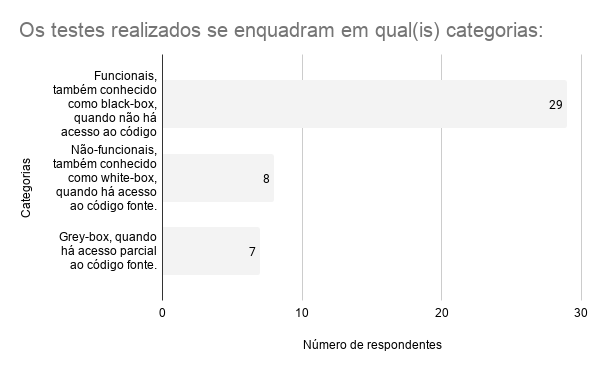 Os testes realizados se enquadram em qual(is) categorias:
Funcionais,
também conhecido
como black-box,
quando não há
acesso ao código
29
Não-funcionais,
também conhecido
como white-box,
quando há acesso
ao código fonte.
8
Grey-box, quando
há acesso parcial
ao código fonte.
7
Categorias
0
10
20
30
Número de respondentes